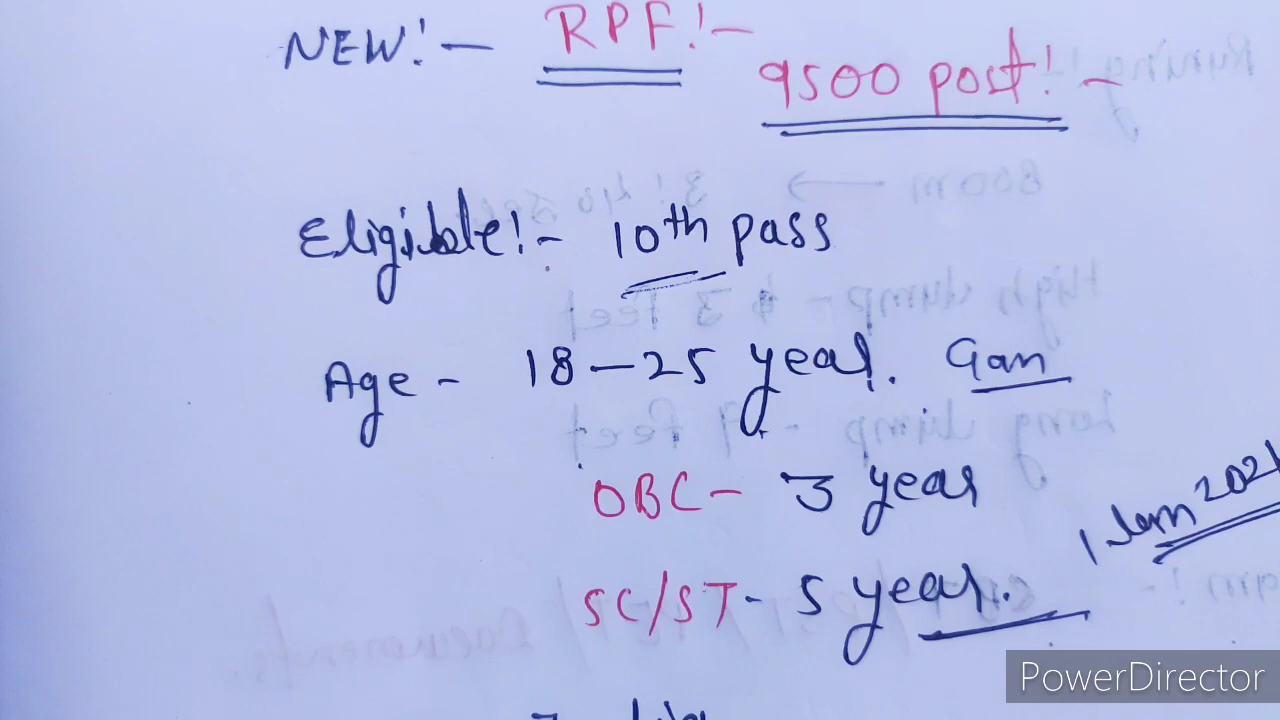 NEW!- RPF!-
9500 post!-
Eligible!- 10th pass
Age - 18-25 year. Gan
OBC- 3 year
1 Jan 2021
SC/ST- 5 year.
PowerDirector